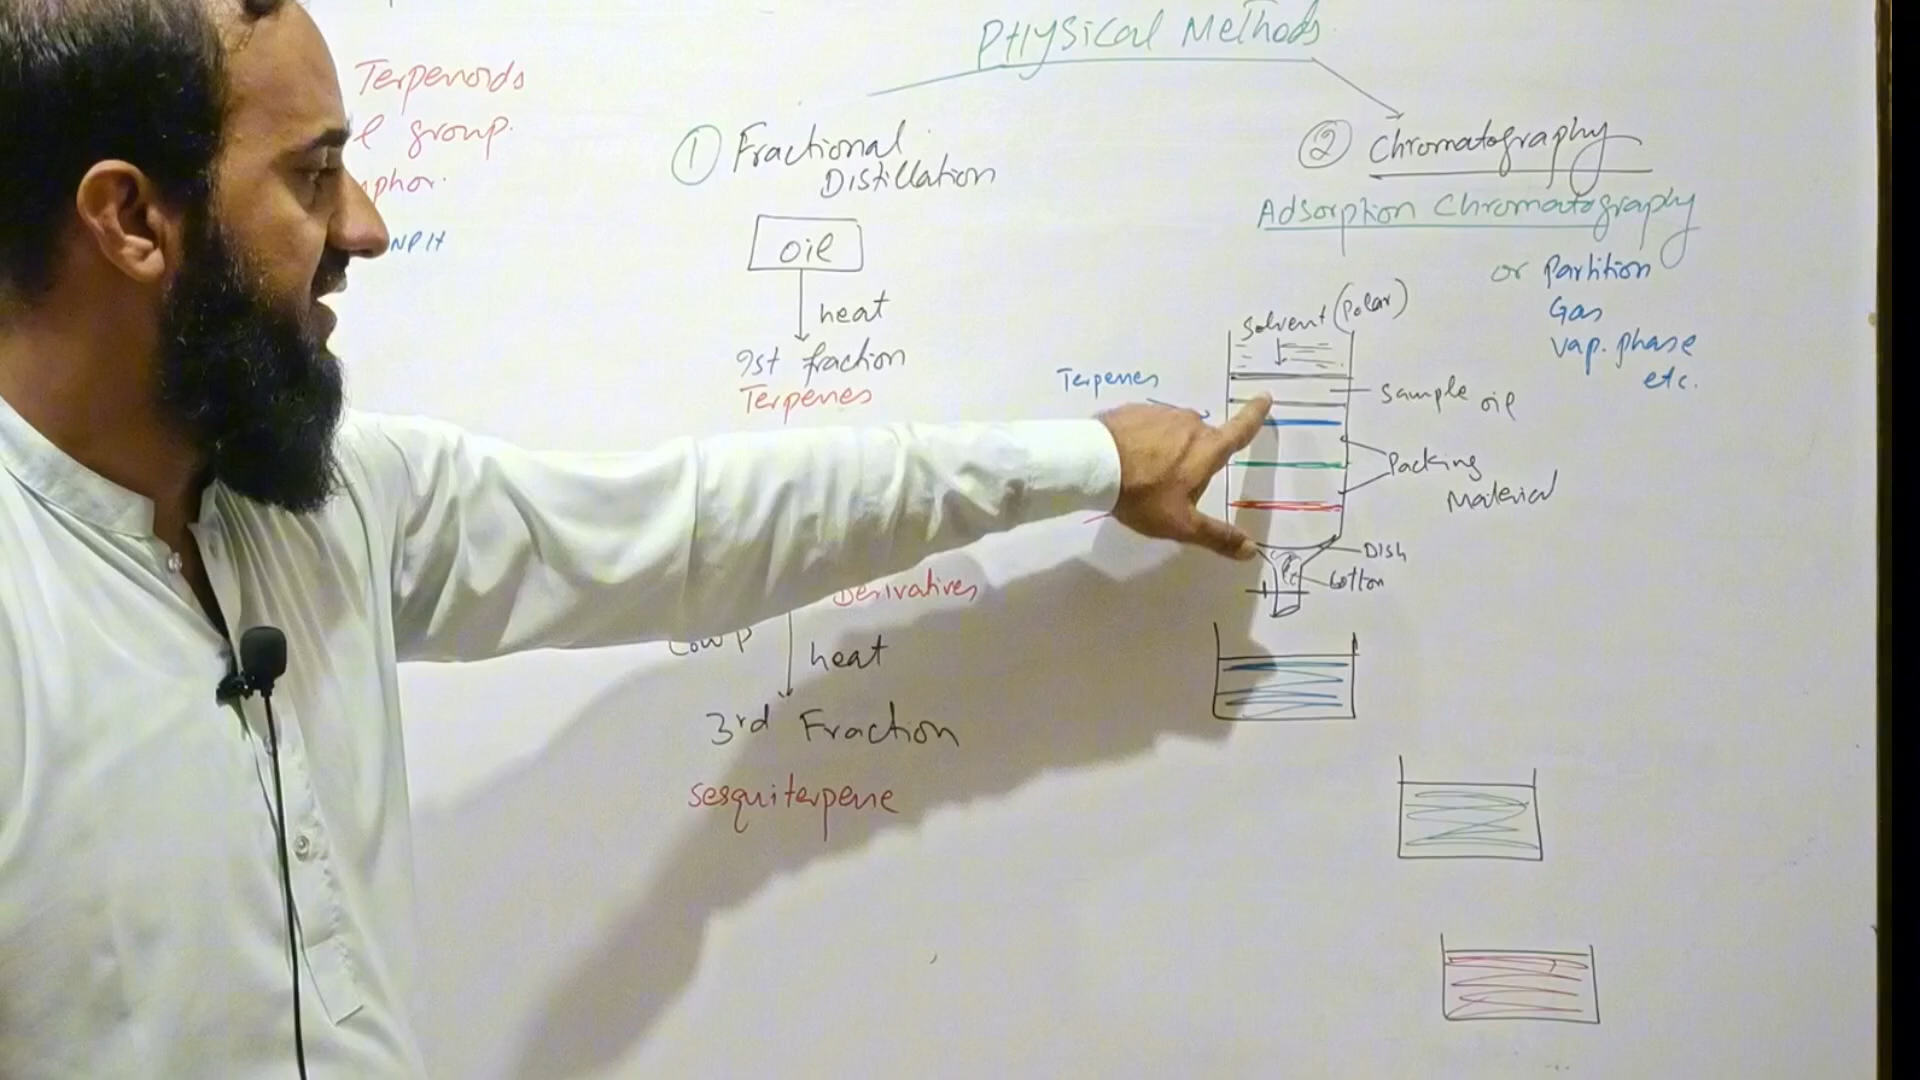 Physical Methods
Terpenoids
l group.
phor.
NPH
① Fractional
Distillation
oil
heat
1st fraction
Terpenes
Derivatives
Low P
heat
3rd Fraction
sesquiterpene
② Chromatography
Adsorption Chromatography
or Partition
Gas
Vap. phase
etc.
Solvent (Polar)
Terpenes
Sample oil
Packing
Material
Dish
Cotton